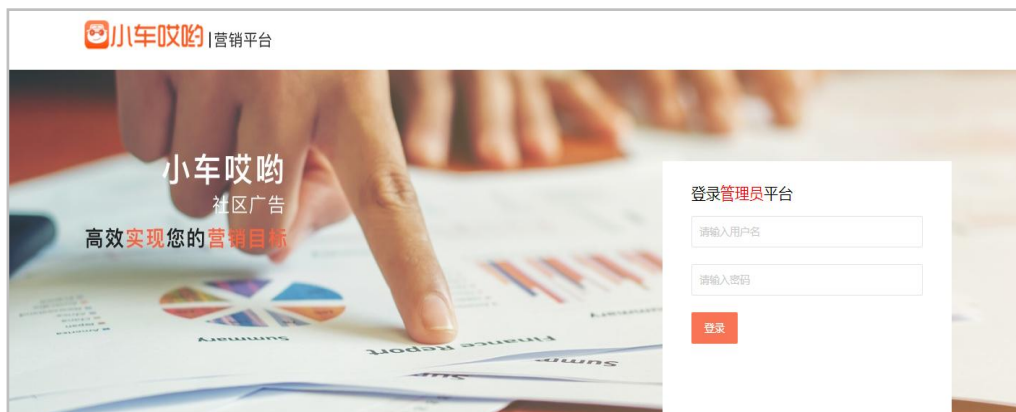 小车哎哟|营销平台
小车哎哟
社区广告
高效实现您的营销目标
登录管理员平台
请输入用户名
请输入密码
登录
Summary
Finance Report
Summary
Summ